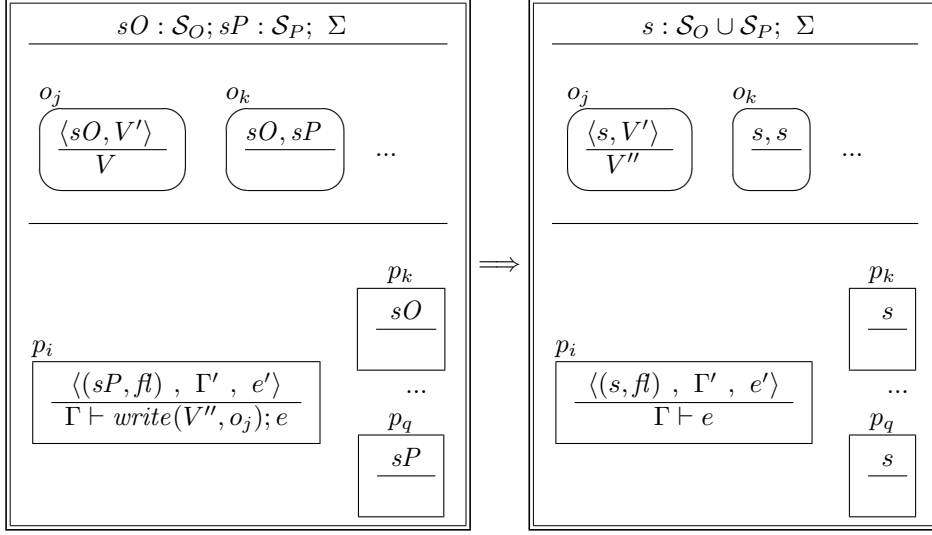 sO : 𝒮_O; sP : 𝒮_P; Σ
o_j o_k
⟨sO, V′⟩ sO, sP
V ...
p_k
sO
p_i
⟨(sP, fl) , Γ′ , e′⟩ ...
Γ ⊢ write(V″, o_j); e p_q
sP
⟹
s : 𝒮_O ∪ 𝒮_P; Σ
o_j o_k
⟨s, V′⟩ s, s
V″ ...
p_k
s
p_i
⟨(s, fl) , Γ′ , e′⟩ ...
Γ ⊢ e p_q
s